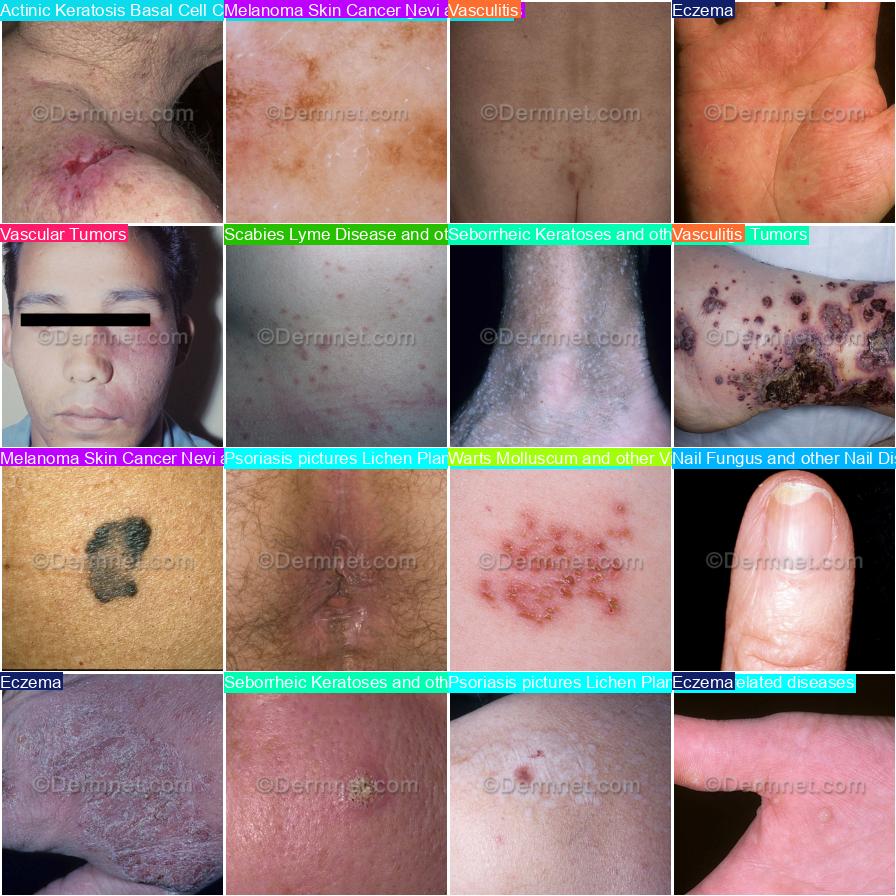 Actinic Keratosis Basal Cell C
Melanoma Skin Cancer Nevi a
Vasculitis
Eczema
©Dermnet.com
©Dermnet.com
©Dermnet.com
©Dermnet.com
Vascular Tumors
Scabies Lyme Disease and ot
Seborrheic Keratoses and oth
Vasculitis Tumors
©Dermnet.com
©Dermnet.com
©Dermnet.com
©Dermnet.com
Melanoma Skin Cancer Nevi a
Psoriasis pictures Lichen Plan
Warts Molluscum and other V
Nail Fungus and other Nail Dis
©Dermnet.com
©Dermnet.com
©Dermnet.com
©Dermnet.com
Eczema
Seborrheic Keratoses and oth
Psoriasis pictures Lichen Plan
Eczema elated diseases
©Dermnet.com
©Dermnet.com
©Dermnet.com
©Dermnet.com